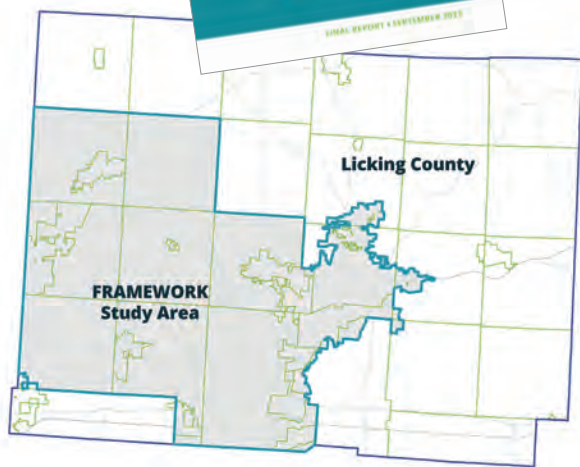 FINAL REPORT • SEPTEMBER 2023
Licking County
FRAMEWORK
Study Area